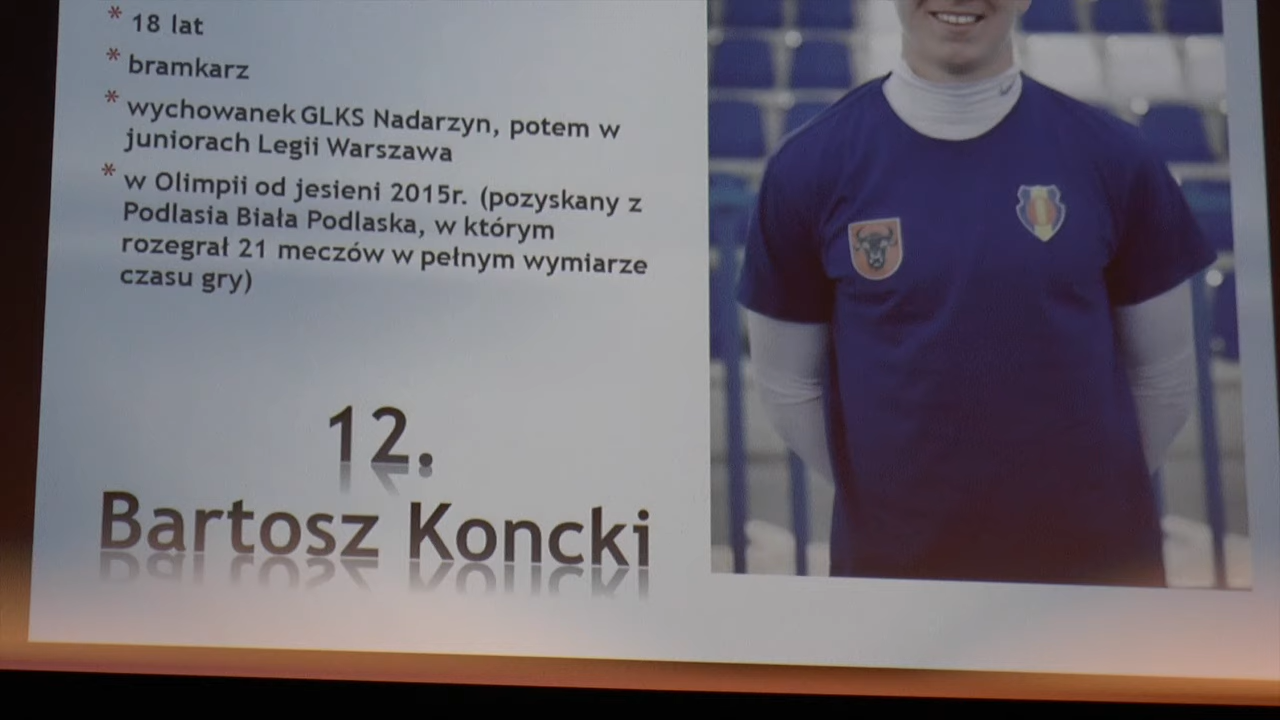 * 18 lat
* bramkarz
* wychowanek GLKS Nadarzyn, potem w
juniorach Legii Warszawa
* w Olimpii od jesieni 2015r. (pozyskany z
Podlasia Biała Podlaska, w którym
rozegrał 21 meczów w pełnym wymiarze
czasu gry)
12.
Bartosz Koncki